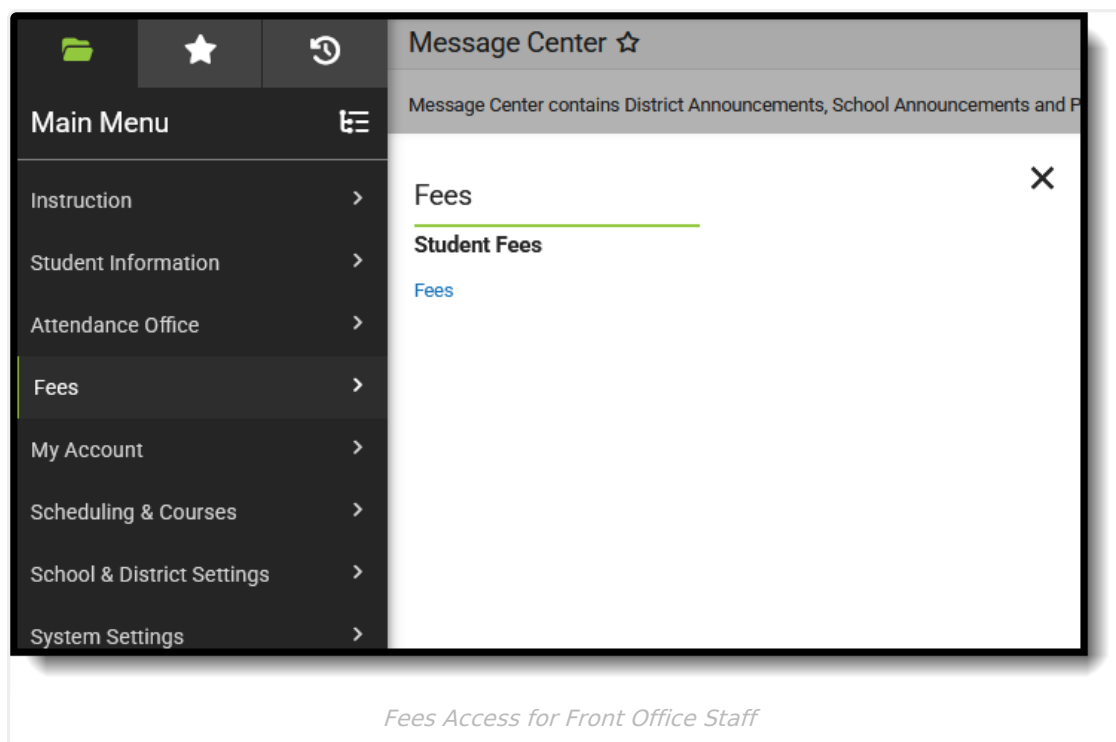 Message Center
Message Center contains District Announcements, School Announcements and P
Main Menu
Instruction
Student Information
Attendance Office
Fees
My Account
Scheduling & Courses
School & District Settings
System Settings
Fees
Student Fees
Fees
Fees Access for Front Office Staff